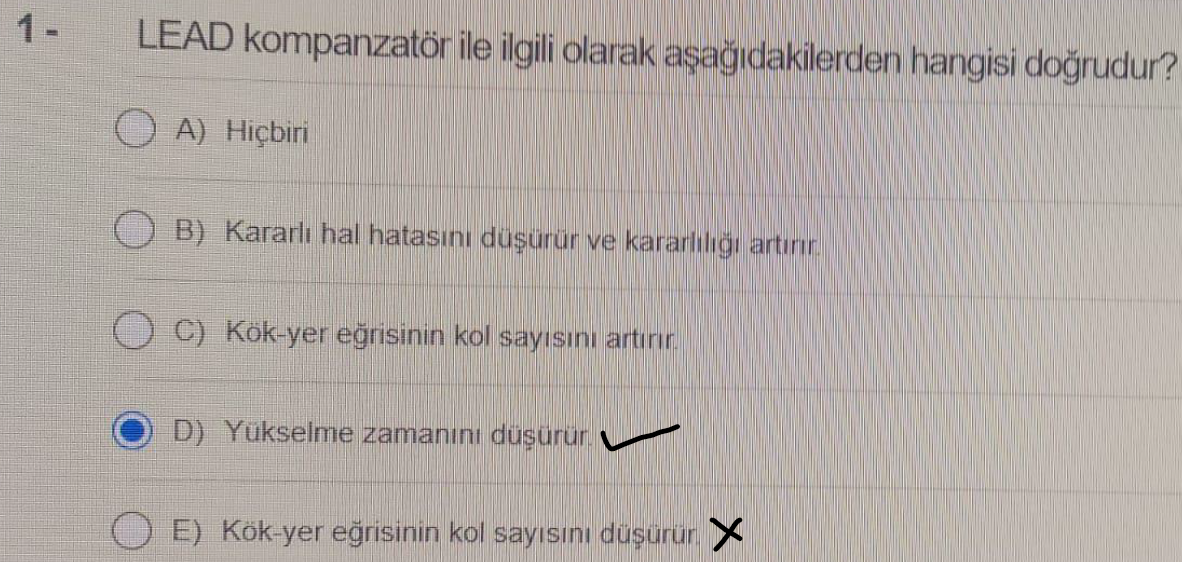 1 - LEAD kompanzatör ile ilgili olarak aşağıdakilerden hangisi doğrudur?
A) Hiçbiri
B) Kararlı hal hatasını düşürür ve kararlılığı artırır.
C) Kök-yer eğrisinin kol sayısını artırır.
D) Yükselme zamanını düşürür.
E) Kök-yer eğrisinin kol sayısını düşürür.